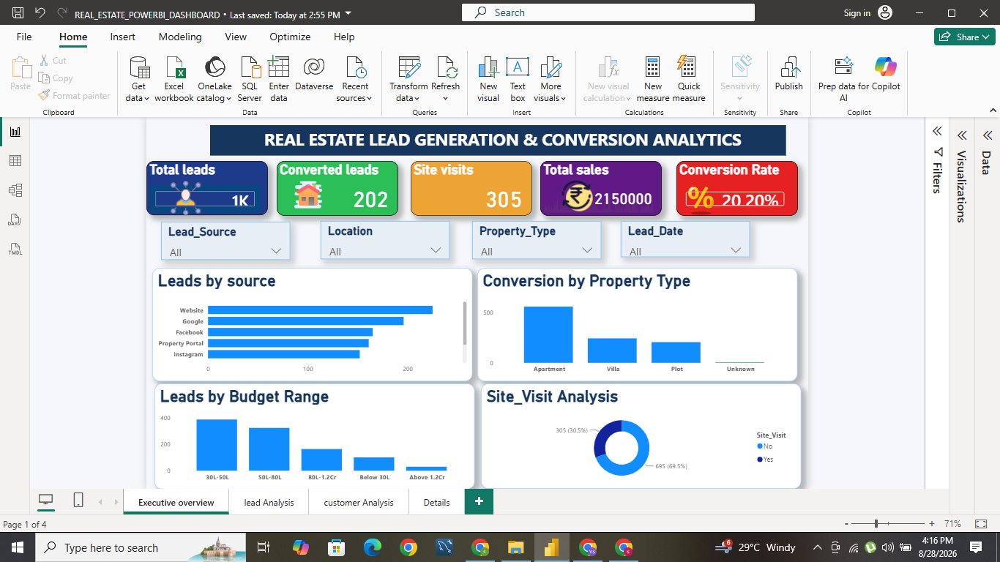 REAL_ESTATE_POWERBI_DASHBOARD • Last saved: Today at 2:55 PM
Search
Sign in
File Home Insert Modeling View Optimize Help
Share
Paste
Cut
Copy
Format painter
Clipboard
Get data
Excel workbook
OneLake catalog
SQL Server
Enter data
Dataverse
Recent sources
Data
Transform data
Refresh
Queries
New visual
Text box
More visuals
Insert
New visual calculation
New measure
Quick measure
Calculations
Sensitivity
Sensitivity
Publish
Share
Prep data for AI
Copilot
Copilot
DAX
TMDL
REAL ESTATE LEAD GENERATION & CONVERSION ANALYTICS
Total leads
1K
Converted leads
202
Site visits
305
Total sales
2150000
Conversion Rate
20.20%
Lead_Source
All
Location
All
Property_Type
All
Lead_Date
All
Leads by source
Website
Google
Facebook
Property Portal
Instagram
0 100 200
Conversion by Property Type
500
0
Apartment Villa Plot Unknown
Leads by Budget Range
400
200
0
30L-50L 50L-80L 80L-1.2Cr Below 30L Above 1.2Cr
Site_Visit Analysis
305 (30.5%)
695 (69.5%)
Site_Visit
No
Yes
Filters
Visualizations
Data
Executive overview lead Analysis customer Analysis Details
Page 1 of 4
- + 71%
Type here to search
6
29°C Windy
4:16 PM
8/28/2026